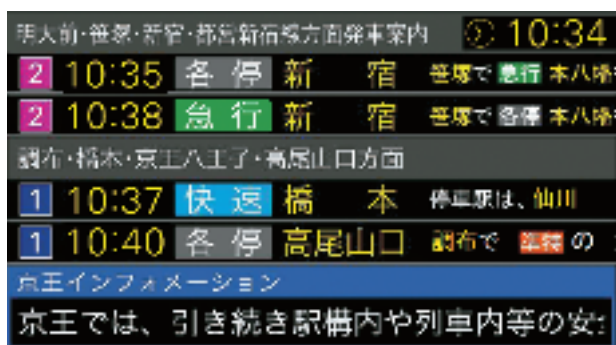 明大前・笹塚・新宿・都営新宿線方面発車案内 10:34
2 10:35 各停 新宿 笹塚で 急行 本八幡
2 10:38 急行 新宿 笹塚で 各停 本八幡
調布・橋本・京王八王子・高尾山口方面
1 10:37 快速 橋本 停車駅は、仙川
1 10:40 各停 高尾山口 調布で 準特 の
京王インフォメーション
京王では、引き続き駅構内や列車内等の安